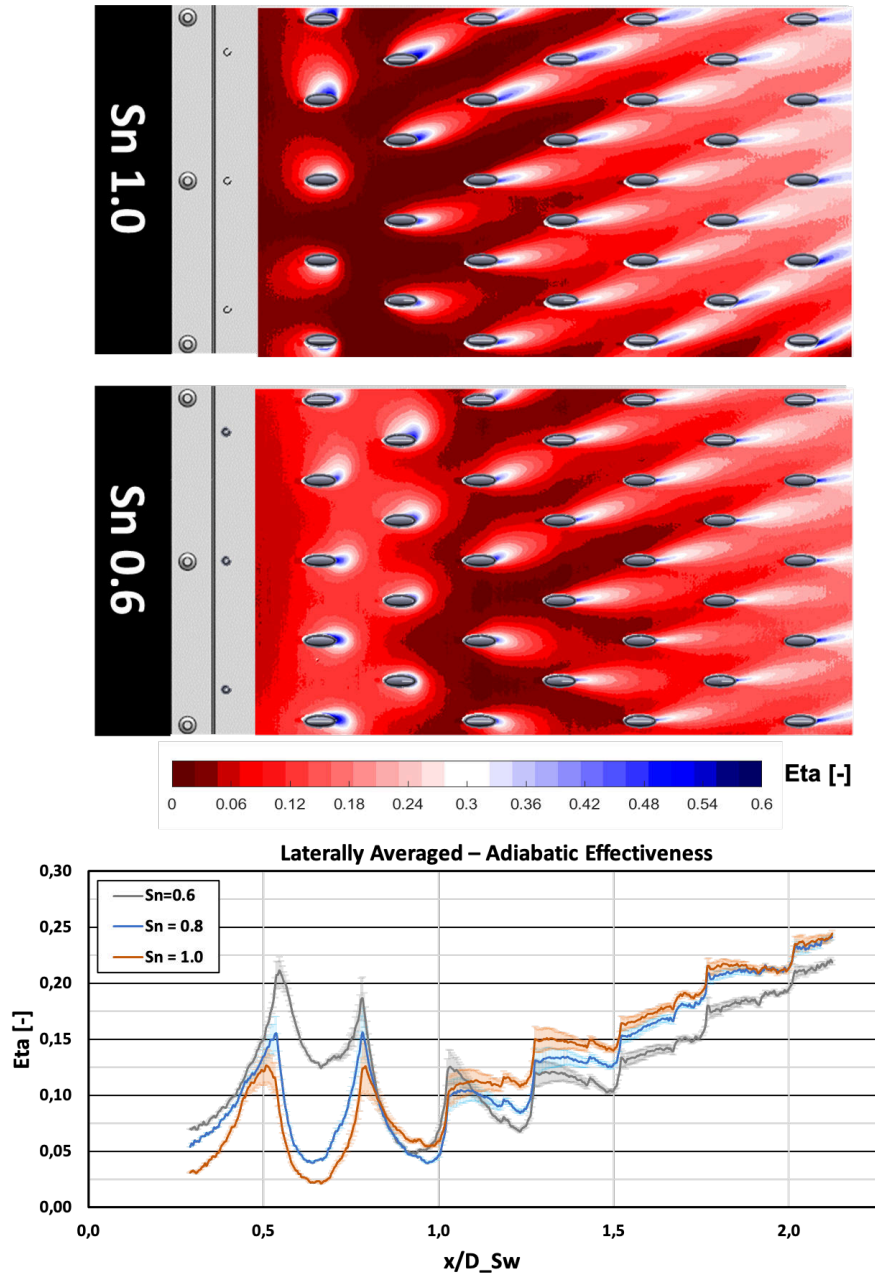 Sn 1.0
Sn 0.6
Eta [-]
0 0.06 0.12 0.18 0.24 0.3 0.36 0.42 0.48 0.54 0.6
Laterally Averaged – Adiabatic Effectiveness
0,30
0,25
0,20
0,15
0,10
0,05
0,00
Eta [-]
Sn=0.6
Sn = 0.8
Sn = 1.0
0,0 0,5 1,0 1,5 2,0
x/D_Sw